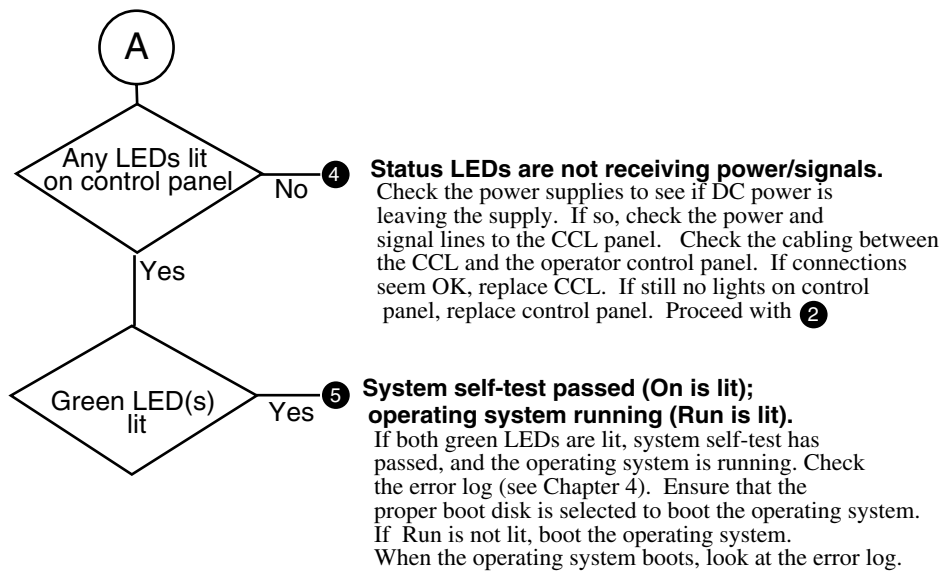 A
Any LEDs lit
on control panel
No
4
Status LEDs are not receiving power/signals.
Check the power supplies to see if DC power is
leaving the supply. If so, check the power and
signal lines to the CCL panel. Check the cabling between
the CCL and the operator control panel. If connections
seem OK, replace CCL. If still no lights on control
panel, replace control panel. Proceed with 2
Yes
Green LED(s)
lit
Yes
5
System self-test passed (On is lit);
operating system running (Run is lit).
If both green LEDs are lit, system self-test has
passed, and the operating system is running. Check
the error log (see Chapter 4). Ensure that the
proper boot disk is selected to boot the operating system.
If Run is not lit, boot the operating system.
When the operating system boots, look at the error log.